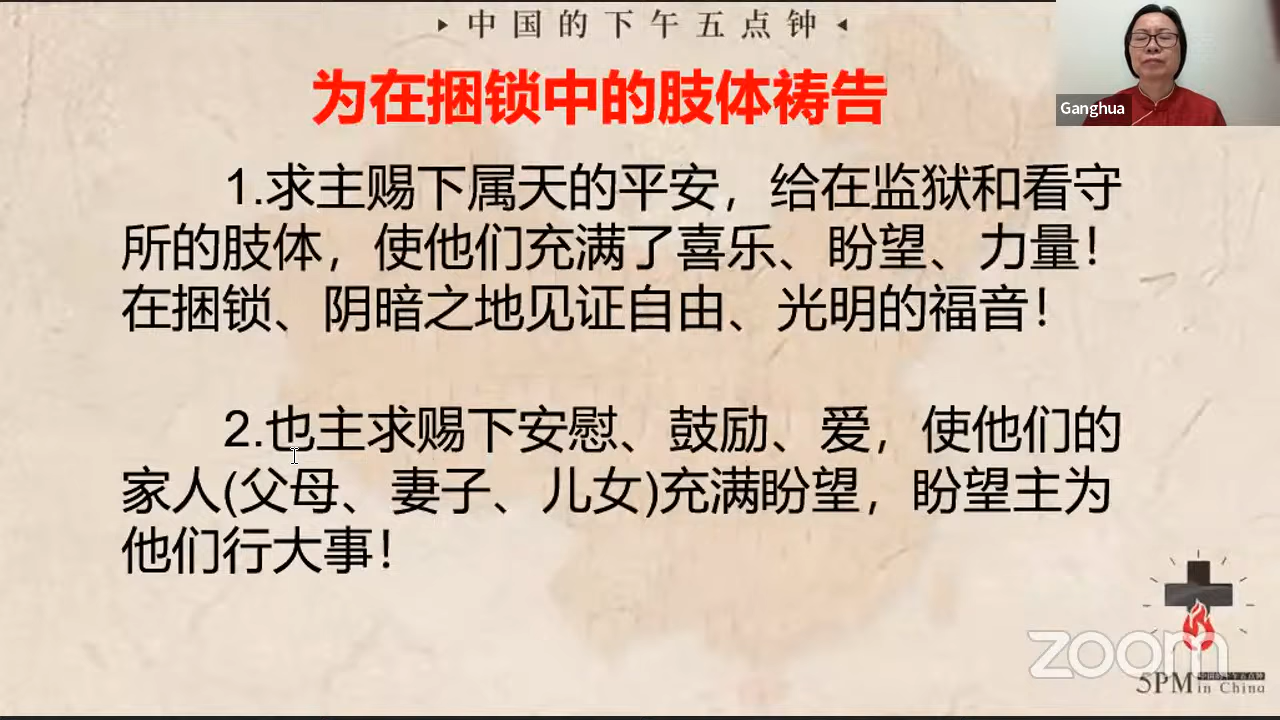 中国的下午五点钟
Ganghua
为在捆锁中的肢体祷告
1.求主赐下属天的平安，给在监狱和看守
所的肢体，使他们充满了喜乐、盼望、力量！
在捆锁、阴暗之地见证自由、光明的福音！
2.也主求赐下安慰、鼓励、爱，使他们的
家人(父母、妻子、儿女)充满盼望，盼望主为
他们行大事！
zoom
5PM
in China